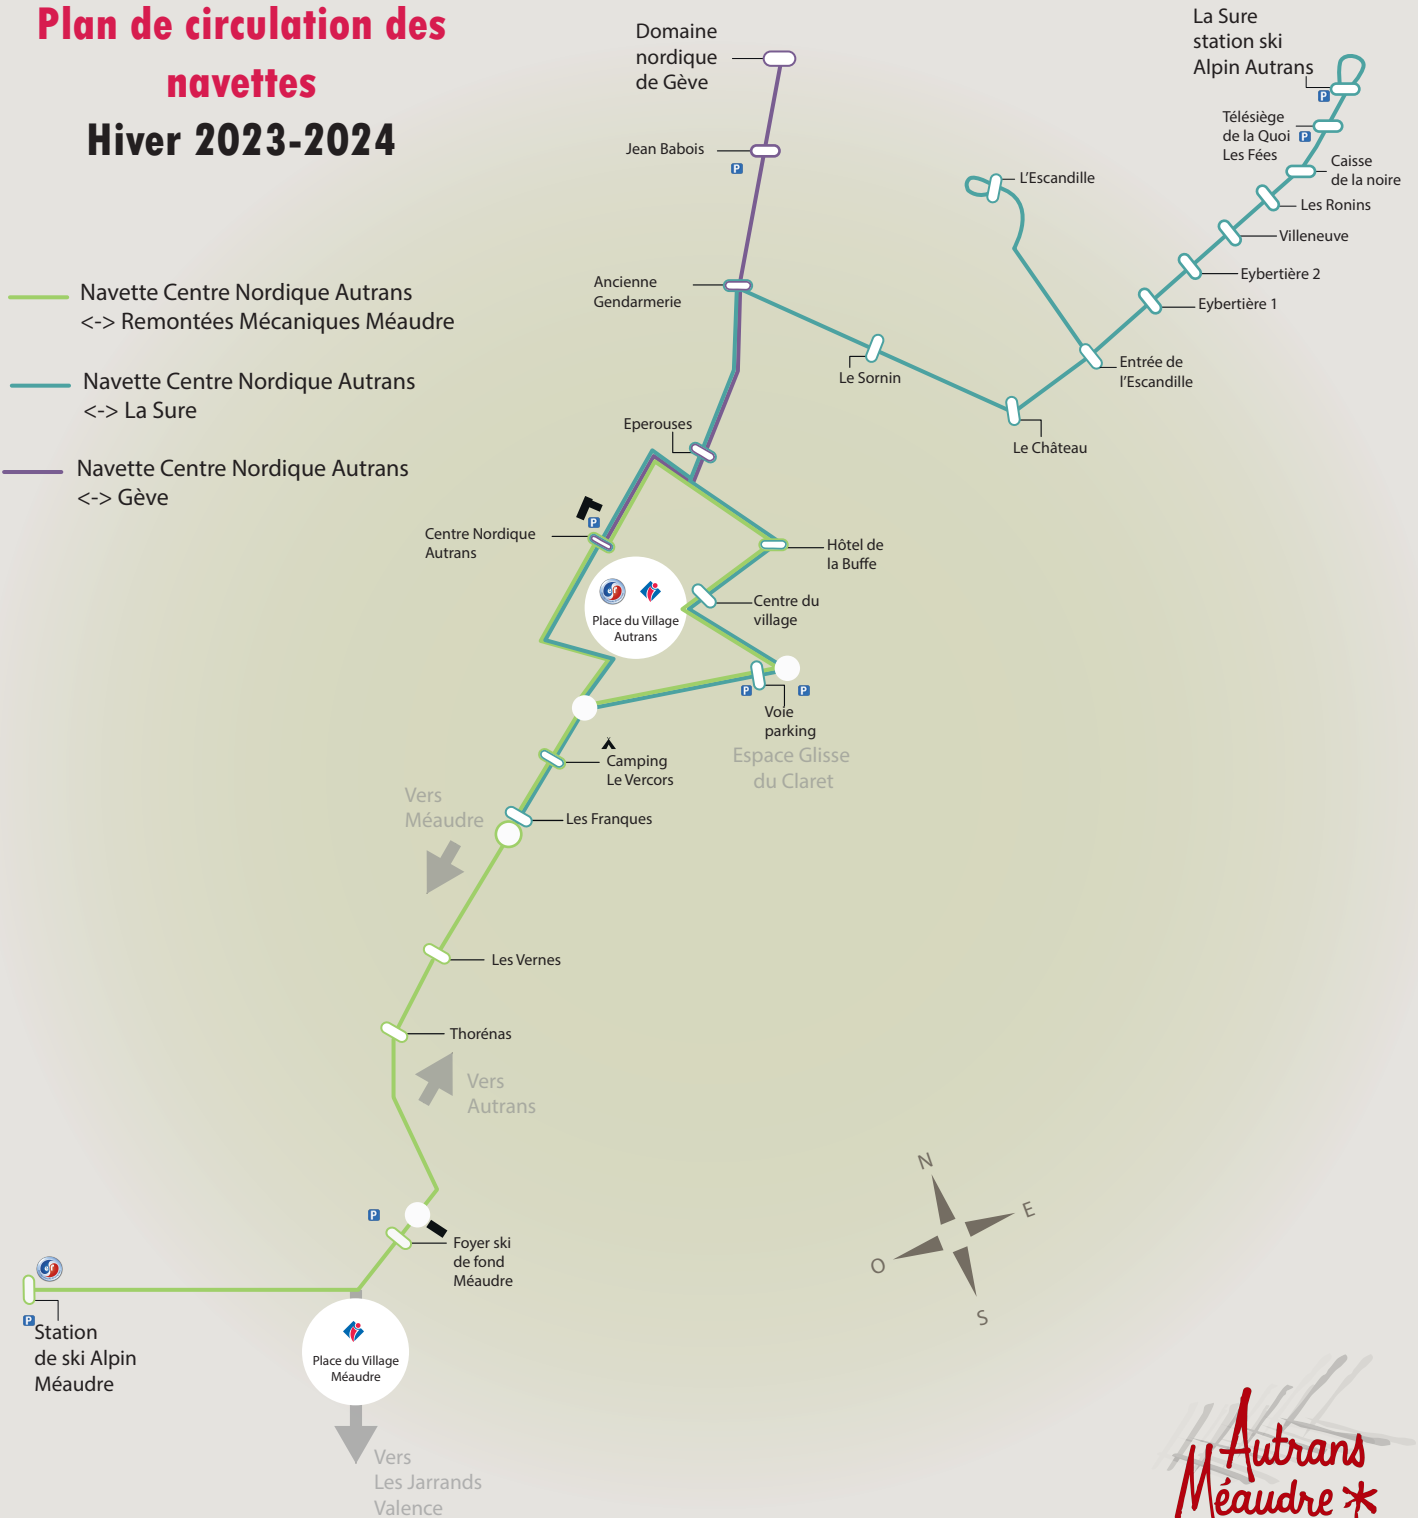 Plan de circulation des
navettes
Hiver 2023-2024
Navette Centre Nordique Autrans
<-> Remontées Mécaniques Méaudre
Navette Centre Nordique Autrans
<-> La Sure
Navette Centre Nordique Autrans
<-> Gève
Domaine
nordique
de Gève
Jean Babois
P
Ancienne
Gendarmerie
La Sure
station ski
Alpin Autrans
P
Télésiège
de la Quoi
Les Fées
P
Caisse
de la noire
Les Ronins
Villeneuve
Eybertière 2
Eybertière 1
L'Escandille
Entrée de
l'Escandille
Le Sornin
Le Château
Eperouses
P
Centre Nordique
Autrans
Hôtel de
la Buffe
Place du Village
Autrans
Centre du
village
P
P
Voie
parking
Espace Glisse
du Claret
Camping
Le Vercors
Les Franques
Vers
Méaudre
Les Vernes
Thorénas
Vers
Autrans
P
Foyer ski
de fond
Méaudre
P
Station
de ski Alpin
Méaudre
Place du Village
Méaudre
Vers
Les Jarrands
Valence
N
E
O
S
Autrans
Méaudre